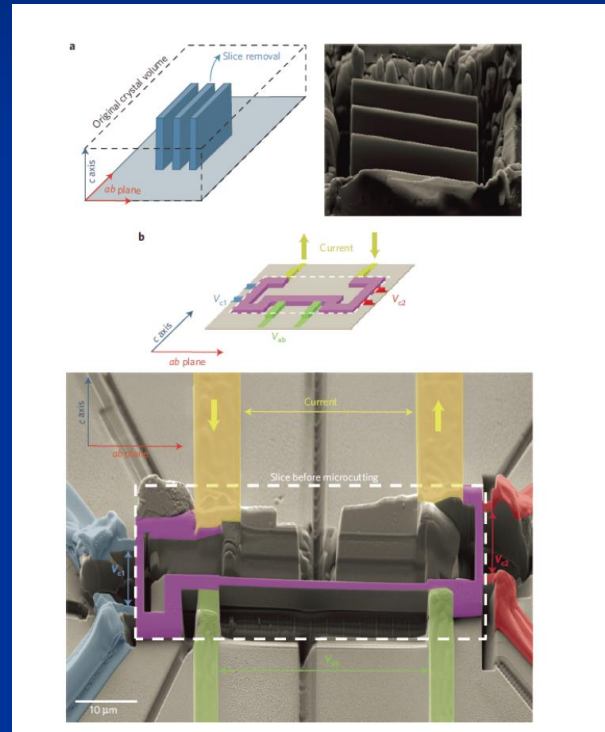 a
Slice removal
Original crystal volume
c axis
ab plane
b
Current
Vc1
Vc2
Vab
c axis
ab plane
c axis
Current
ab plane
Slice before microcutting
Vc1
Vc2
Vab
10 μm